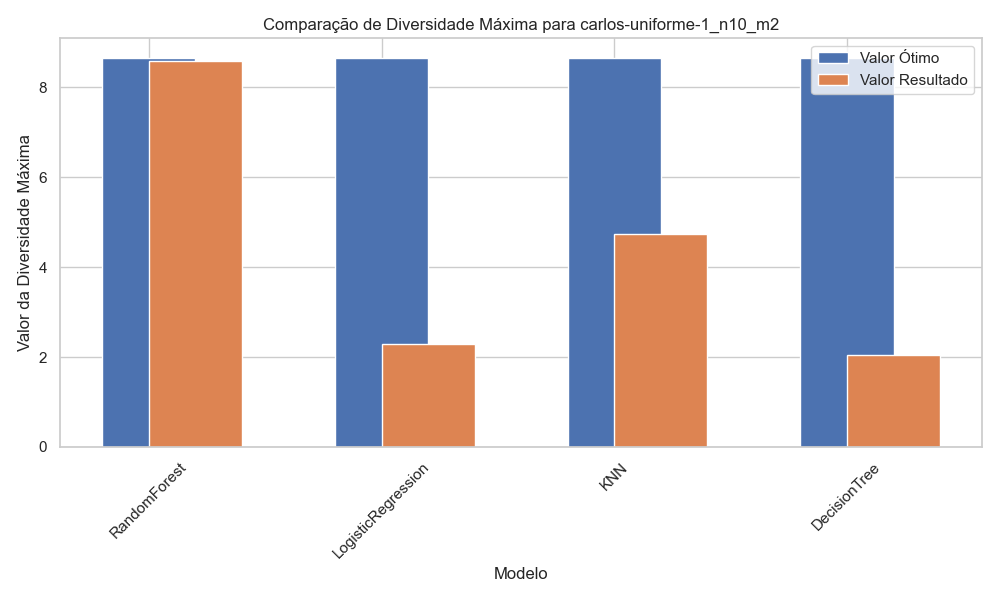 Comparação de Diversidade Máxima para carlos-uniforme-1_n10_m2
Valor Ótimo
Valor Resultado
Valor da Diversidade Máxima
8
6
4
2
0
RandomForest
LogisticRegression
KNN
DecisionTree
Modelo